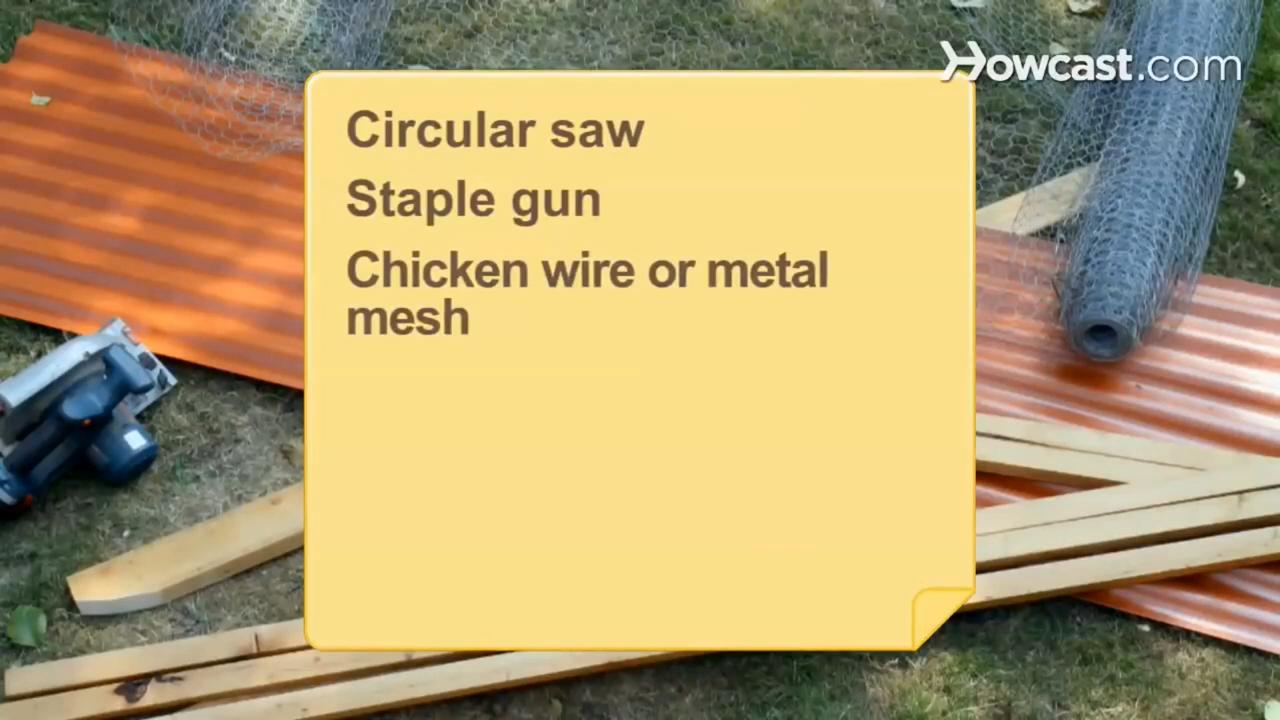 Howcast.com
Circular saw
Staple gun
Chicken wire or metal
mesh